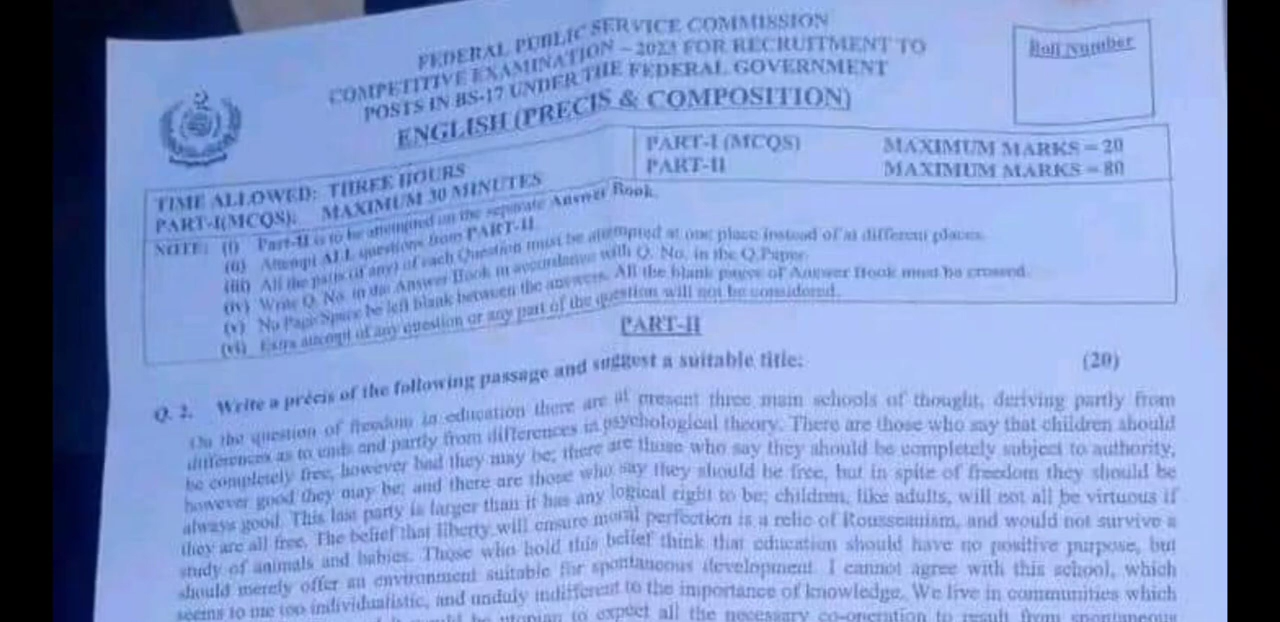 FEDERAL PUBLIC SERVICE COMMISSION
COMPETITIVE EXAMINATION – 2023 FOR RECRUITMENT TO
POSTS IN BS-17 UNDER THE FEDERAL GOVERNMENT
ENGLISH (PRECIS & COMPOSITION)
Roll Number
TIME ALLOWED: THREE HOURS
PART-I(MCQS): MAXIMUM 30 MINUTES
PART-I (MCQS) MAXIMUM MARKS = 20
PART-II MAXIMUM MARKS = 80
NOTE: (i) Part-II is to be attempted on the separate Answer Book.
(ii) Attempt ALL questions from PART-II.
(iii) All the parts (if any) of each Question must be attempted at one place instead of at different places.
(iv) Write Q. No. in the Answer Book in accordance with Q. No. in the Q.Paper.
(v) No Page/Space be left blank between the answers. All the blank pages of Answer Book must be crossed.
(vi) Extra attempt of any question or any part of the question will not be considered.
PART-II
Q. 2. Write a précis of the following passage and suggest a suitable title: (20)
On the question of freedom in education there are at present three main schools of thought, deriving partly from
differences as to ends and partly from differences in psychological theory. There are those who say that children should
be completely free, however bad they may be; there are those who say they should be completely subject to authority,
however good they may be; and there are those who say they should be free, but in spite of freedom they should be
always good. This last party is larger than it has any logical right to be; children, like adults, will not all be virtuous if
they are all free. The belief that liberty will ensure moral perfection is a relic of Rousseauism, and would not survive a
study of animals and babies. Those who hold this belief think that education should have no positive purpose, but
should merely offer an environment suitable for spontaneous development. I cannot agree with this school, which
seems to me too individualistic, and unduly indifferent to the importance of knowledge. We live in communities which
utopian to expect all the necessary co-operation to result from spontaneous